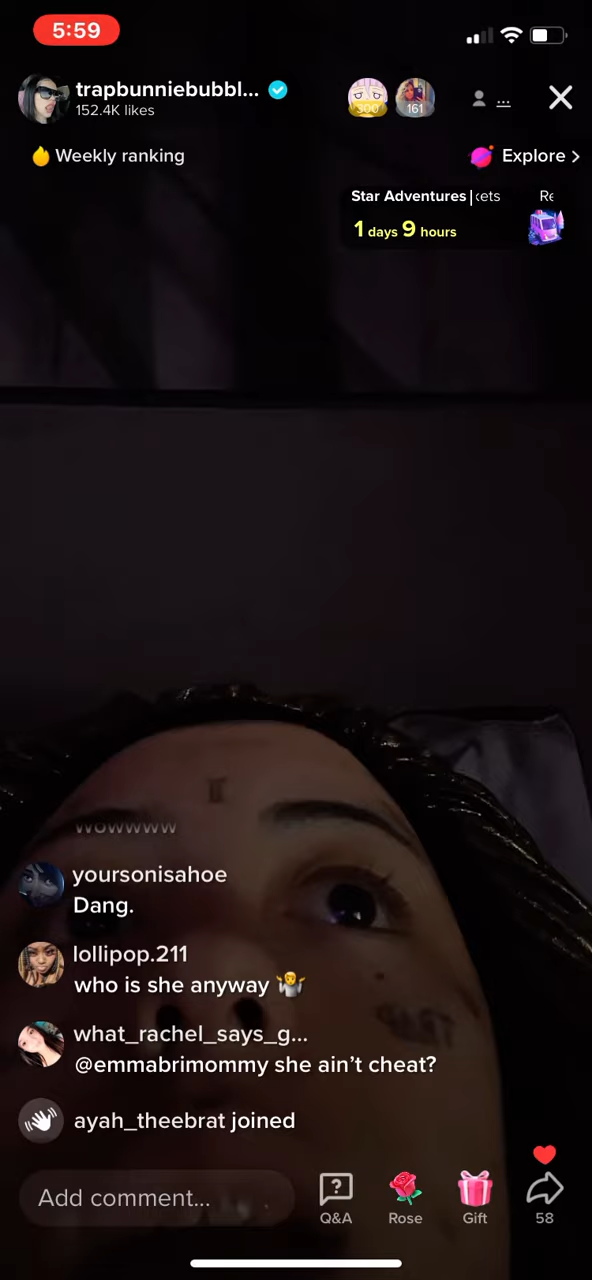 5:59
trapbunniebubbl...
152.4K likes
300
161
...
Weekly ranking
Explore >
Star Adventures kets Re
1 days 9 hours
wowwww
yoursonisahoe
Dang.
lollipop.211
who is she anyway 🤷‍♂️
what_rachel_says_g...
@emmabrimommy she ain't cheat?
ayah_theebrat joined
Add comment...
Q&A
Rose
Gift
58